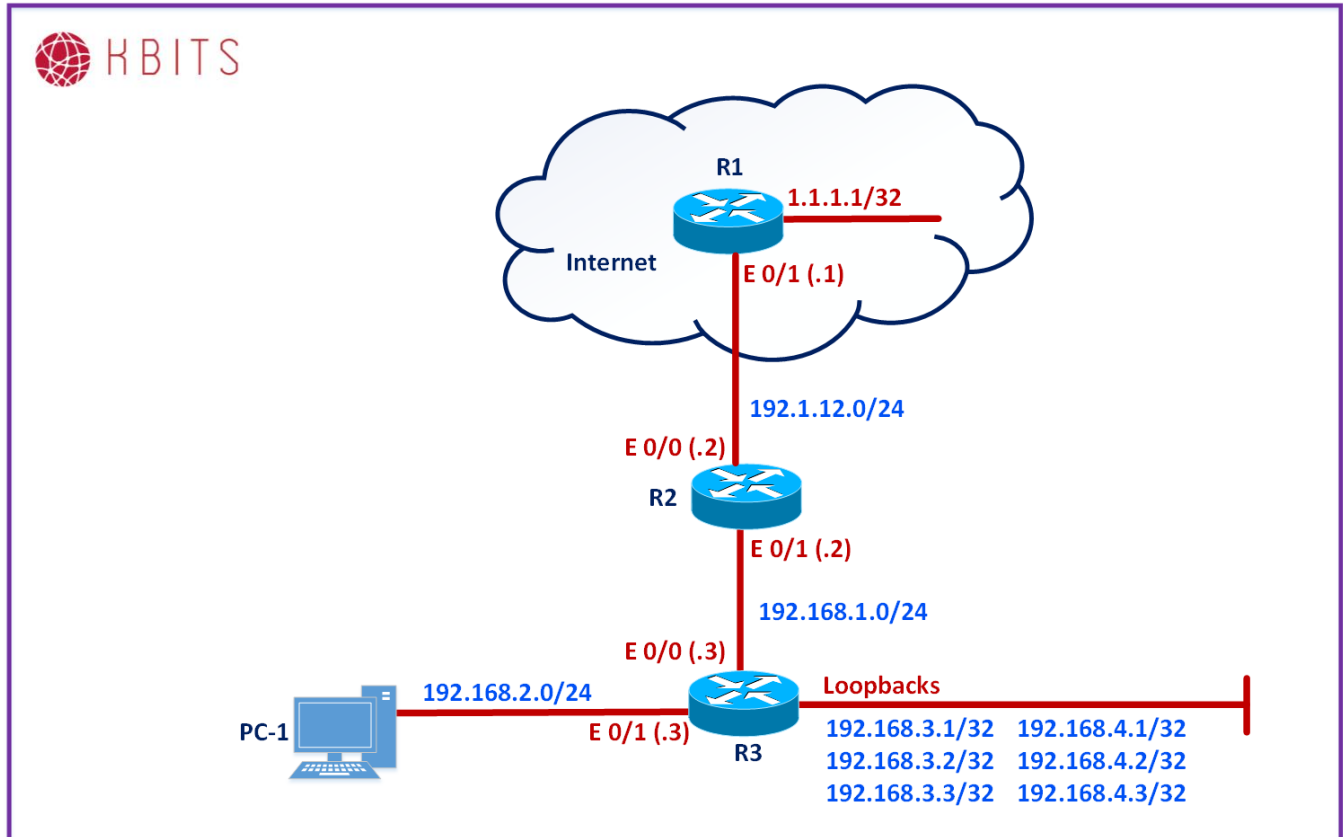 KBITS
R1
1.1.1.1/32
Internet
E 0/1 (.1)
192.1.12.0/24
E 0/0 (.2)
R2
E 0/1 (.2)
192.168.1.0/24
E 0/0 (.3)
192.168.2.0/24
Loopbacks
PC-1
E 0/1 (.3)
R3
192.168.3.1/32 192.168.4.1/32
192.168.3.2/32 192.168.4.2/32
192.168.3.3/32 192.168.4.3/32